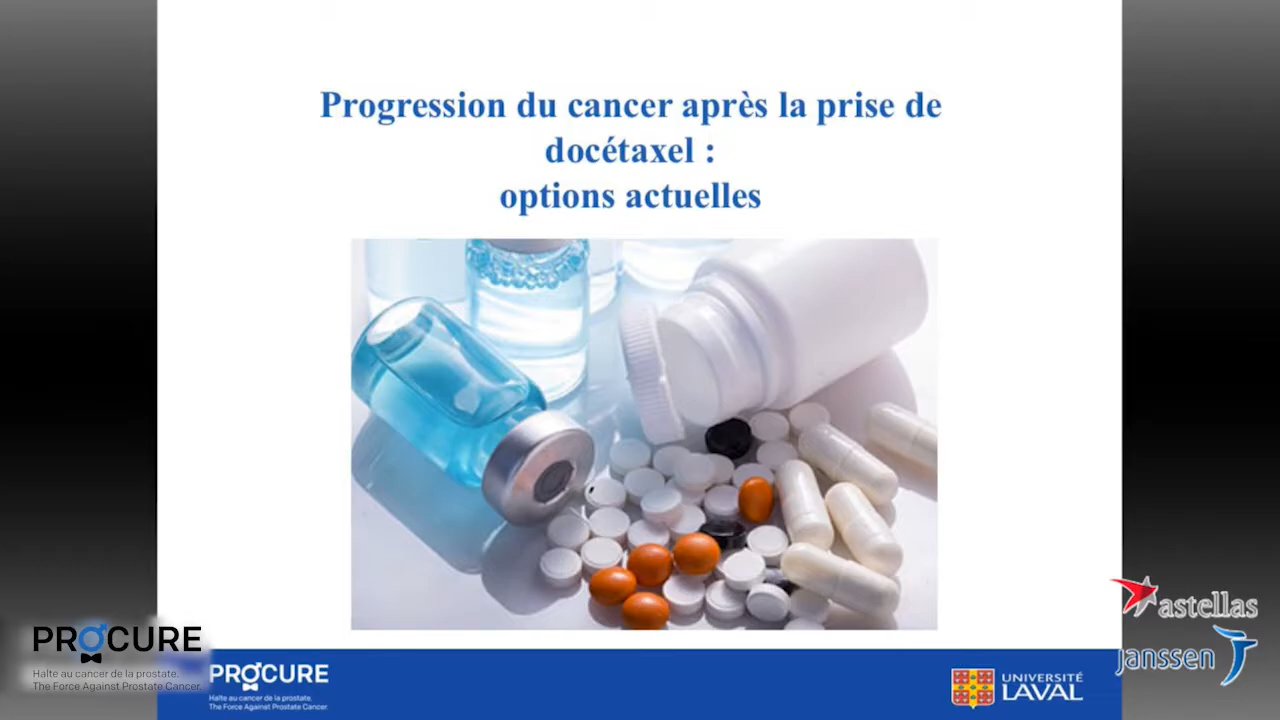 Progression du cancer après la prise de
docétaxel :
options actuelles
PROCURE
Halte au cancer de la prostate.
The Force Against Prostate Cancer.
PROCURE
Halte au cancer de la prostate.
The Force Against Prostate Cancer.
UNIVERSITÉ
LAVAL
astellas
janssen